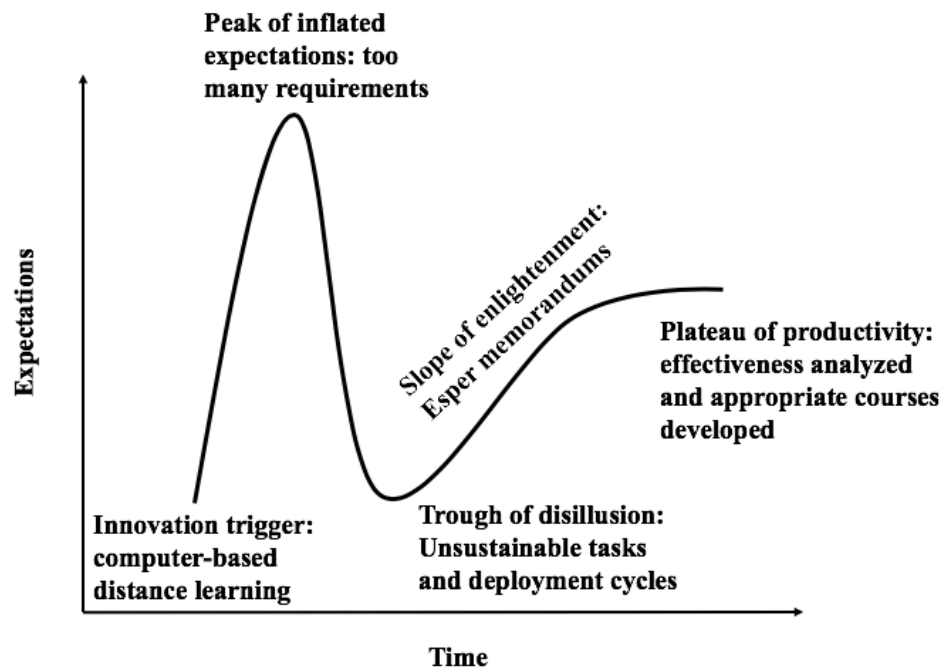 Peak of inflated
expectations: too
many requirements
Expectations
Slope of enlightenment:
Esper memorandums
Plateau of productivity:
effectiveness analyzed
and appropriate courses
developed
Innovation trigger:
computer-based
distance learning
Trough of disillusion:
Unsustainable tasks
and deployment cycles
Time